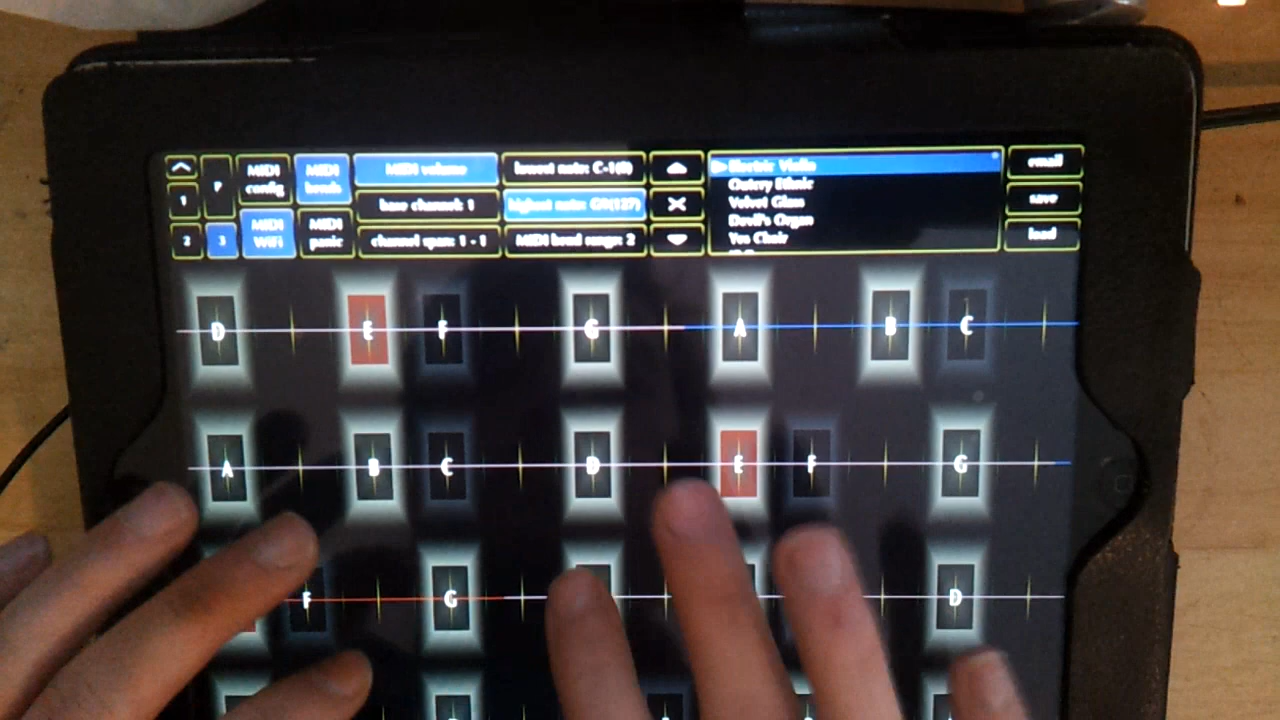 MIDI config
MIDI bends
MIDI volume
lowest note: C-1(0)
Electric Violin
email
1
P
base channel: 1
highest note: G9(127)
Outcry Ethnic
Velvet Glass
save
2
3
MIDI WiFi
MIDI panic
channel span: 1 - 1
MIDI bend range: 2
Devil's Organ
Vox Choir
load
D E F G A B C
A B C D E F G
F G D